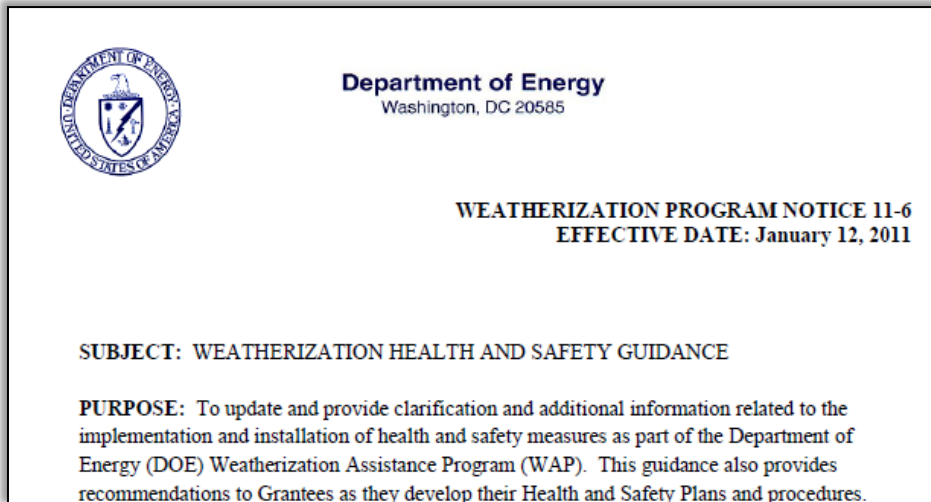 DEPARTMENT OF ENERGY
UNITED STATES OF AMERICA
Department of Energy
Washington, DC 20585
WEATHERIZATION PROGRAM NOTICE 11-6
EFFECTIVE DATE: January 12, 2011
SUBJECT: WEATHERIZATION HEALTH AND SAFETY GUIDANCE
PURPOSE: To update and provide clarification and additional information related to the
implementation and installation of health and safety measures as part of the Department of
Energy (DOE) Weatherization Assistance Program (WAP). This guidance also provides
recommendations to Grantees as they develop their Health and Safety Plans and procedures.